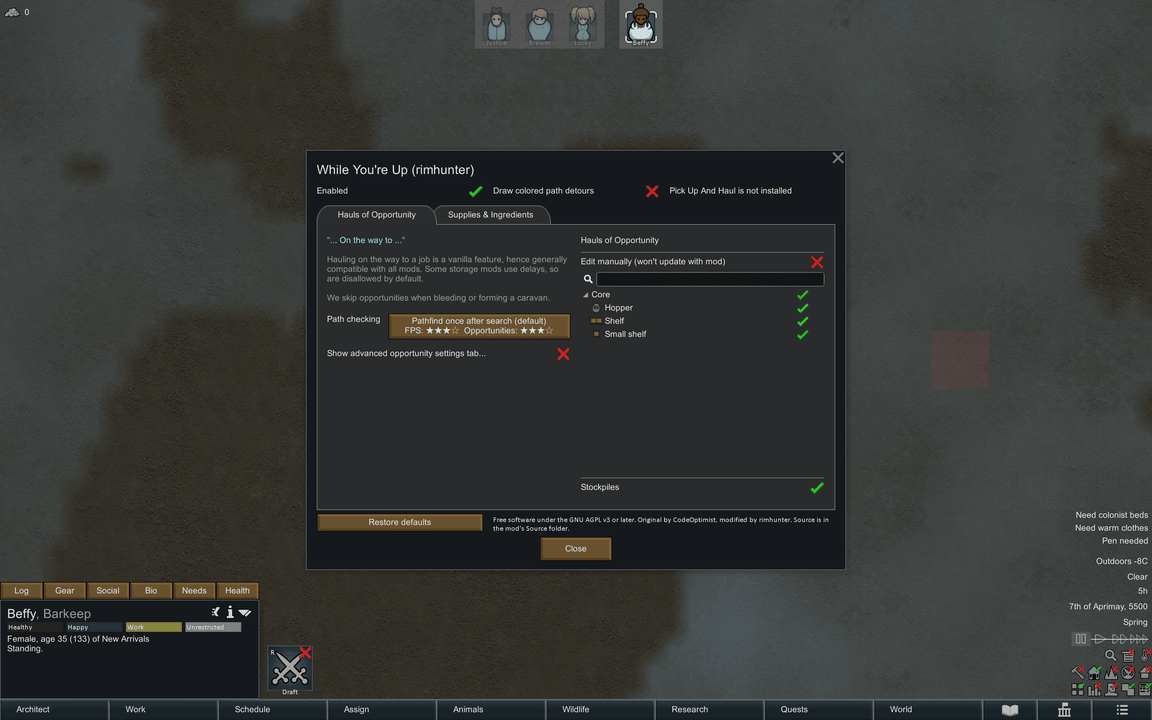 0
Justice
Brewer
Lucky
Beffy
While You're Up (rimhunter)
Enabled
Draw colored path detours
Pick Up And Haul is not installed
Hauls of Opportunity
Supplies & Ingredients
"... On the way to ..."
Hauling on the way to a job is a vanilla feature, hence generally
compatible with all mods. Some storage mods use delays, so
are disallowed by default.
We skip opportunities when bleeding or forming a caravan.
Path checking
Pathfind once after search (default)
FPS: ★★★☆ Opportunities: ★★★☆
Show advanced opportunity settings tab...
Hauls of Opportunity
Edit manually (won't update with mod)
Core
Hopper
Shelf
Small shelf
Stockpiles
Restore defaults
Free software under the GNU AGPL v3 or later. Original by CodeOptimist, modified by rimhunter. Source is in
the mod's Source folder.
Close
Need colonist beds
Need warm clothes
Pen needed
Outdoors -8C
Clear
5h
7th of Aprimay, 5500
Spring
Log
Gear
Social
Bio
Needs
Health
Beffy, Barkeep
Healthy
Happy
Work
Unrestricted
Female, age 35 (133) of New Arrivals
Standing.
R
Draft
Architect
Work
Schedule
Assign
Animals
Wildlife
Research
Quests
World